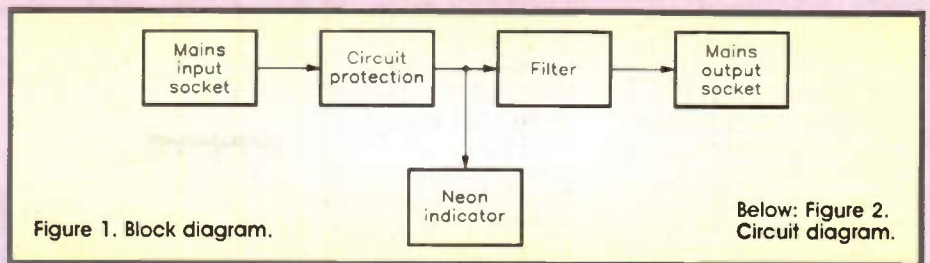 Mains
input
socket
Circuit
protection
Filter
Mains
output
socket
Neon
indicator
Figure 1. Block diagram.
Below: Figure 2.
Circuit diagram.